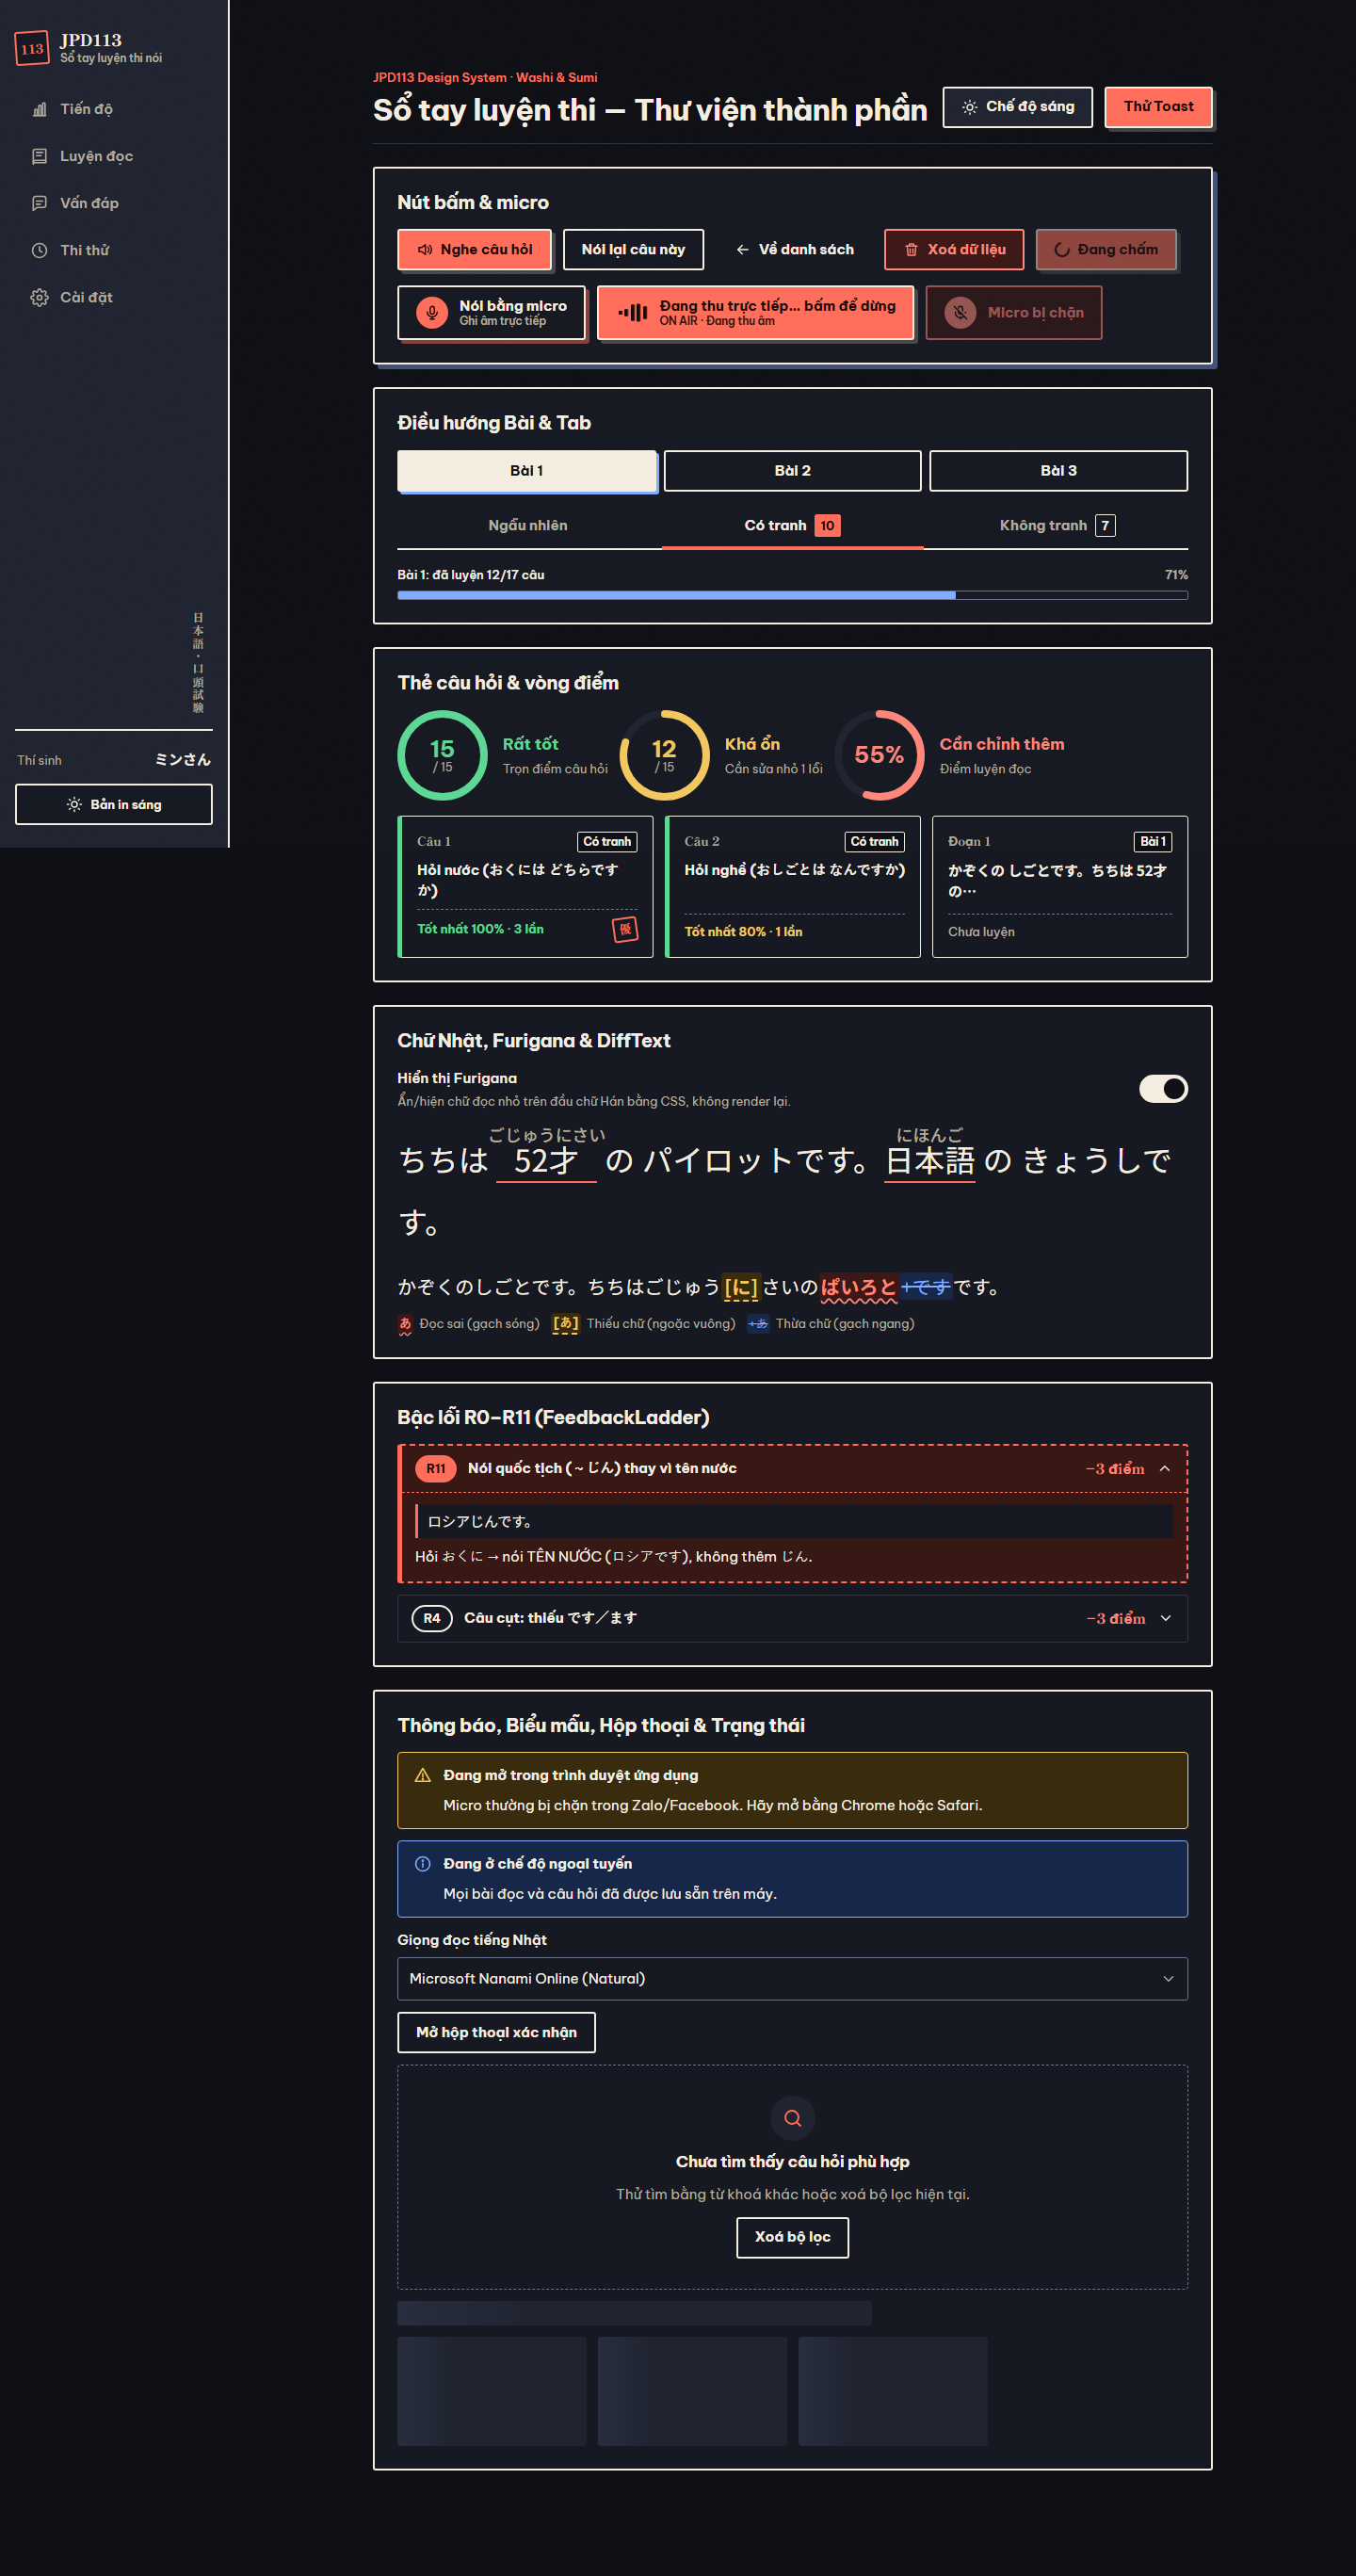 113
JPD113
Sổ tay luyện thi nói
Tiến độ
Luyện đọc
Vấn đáp
Thi thử
Cài đặt
日本語・口頭試験
Thí sinh
ミンさん
Bản in sáng
JPD113 Design System · Washi & Sumi
Sổ tay luyện thi — Thư viện thành phần
Chế độ sáng
Thử Toast
Nút bấm & micro
Nghe câu hỏi
Nói lại câu này
Về danh sách
Xoá dữ liệu
Đang chấm
Nói bằng micro
Ghi âm trực tiếp
Đang thu trực tiếp... bấm để dừng
ON AIR · Đang thu âm
Micro bị chặn
Điều hướng Bài & Tab
Bài 1
Bài 2
Bài 3
Ngẫu nhiên
Có tranh 10
Không tranh 7
Bài 1: đã luyện 12/17 câu
71%
Thẻ câu hỏi & vòng điểm
15
/ 15
Rất tốt
Trọn điểm câu hỏi
12
/ 15
Khá ổn
Cần sửa nhỏ 1 lỗi
55%
Cần chỉnh thêm
Điểm luyện đọc
Câu 1
Có tranh
Hỏi nước (おくには どちらですか)
Tốt nhất 100% · 3 lần
優
Câu 2
Có tranh
Hỏi nghề (おしごとは なんですか)
Tốt nhất 80% · 1 lần
Đoạn 1
Bài 1
かぞくの しごとです。ちちは 52才の…
Chưa luyện
Chữ Nhật, Furigana & DiffText
Hiển thị Furigana
Ẩn/hiện chữ đọc nhỏ trên đầu chữ Hán bằng CSS, không render lại.
ごじゅうにさい にほんご
ちちは 52才 の パイロットです。日本語 の きょうしで
す。
かぞくのしごとです。ちちはごじゅう[に]さいのぱいろと+ですです。
あ Đọc sai (gạch sóng) [あ] Thiếu chữ (ngoặc vuông) +あ Thừa chữ (gạch ngang)
Bậc lỗi R0–R11 (FeedbackLadder)
R11
Nói quốc tịch (~じん) thay vì tên nước
−3 điểm
ロシアじんです。
Hỏi おくに → nói TÊN NƯỚC (ロシアです), không thêm じん.
R4
Câu cụt: thiếu です／ます
−3 điểm
Thông báo, Biểu mẫu, Hộp thoại & Trạng thái
Đang mở trong trình duyệt ứng dụng
Micro thường bị chặn trong Zalo/Facebook. Hãy mở bằng Chrome hoặc Safari.
Đang ở chế độ ngoại tuyến
Mọi bài đọc và câu hỏi đã được lưu sẵn trên máy.
Giọng đọc tiếng Nhật
Microsoft Nanami Online (Natural)
Mở hộp thoại xác nhận
Chưa tìm thấy câu hỏi phù hợp
Thử tìm bằng từ khoá khác hoặc xoá bộ lọc hiện tại.
Xoá bộ lọc